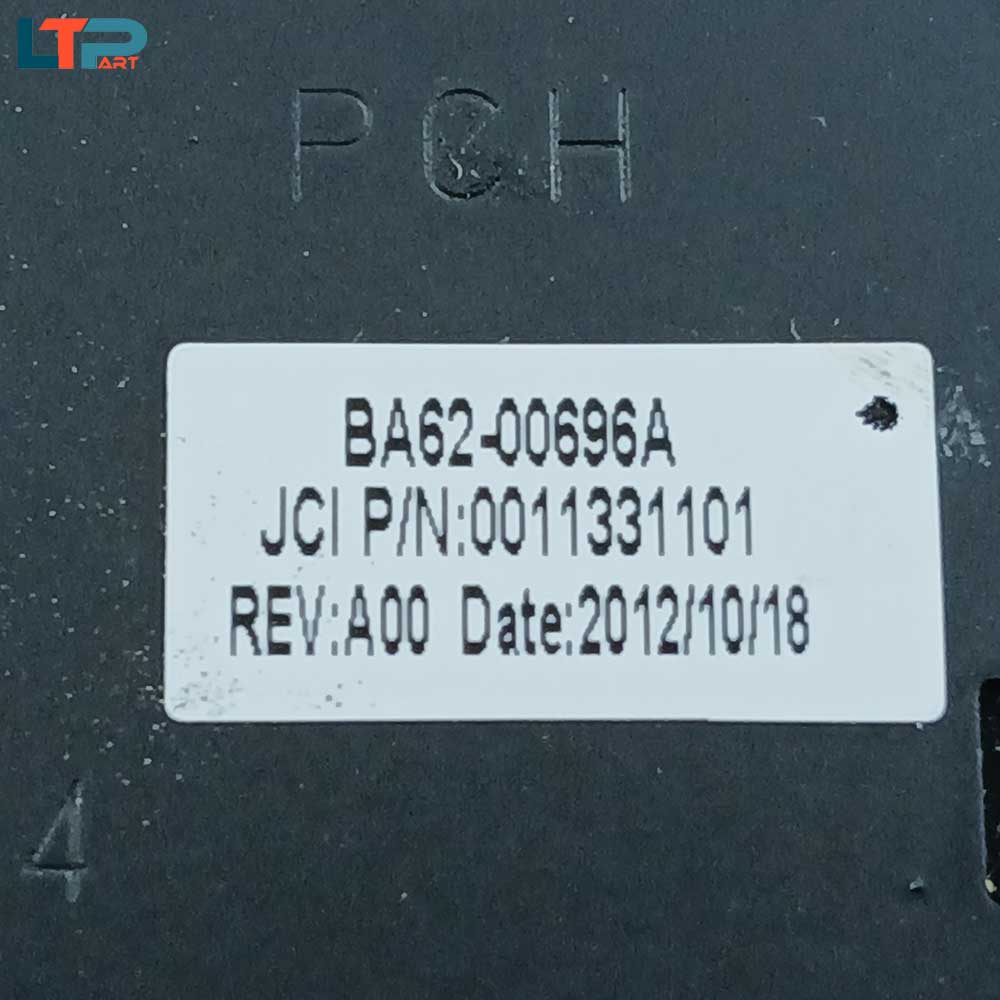 LTPART
PCH
BA62-00696A
JCI P/N:0011331101
REV:A00 Date:2012/10/18
4